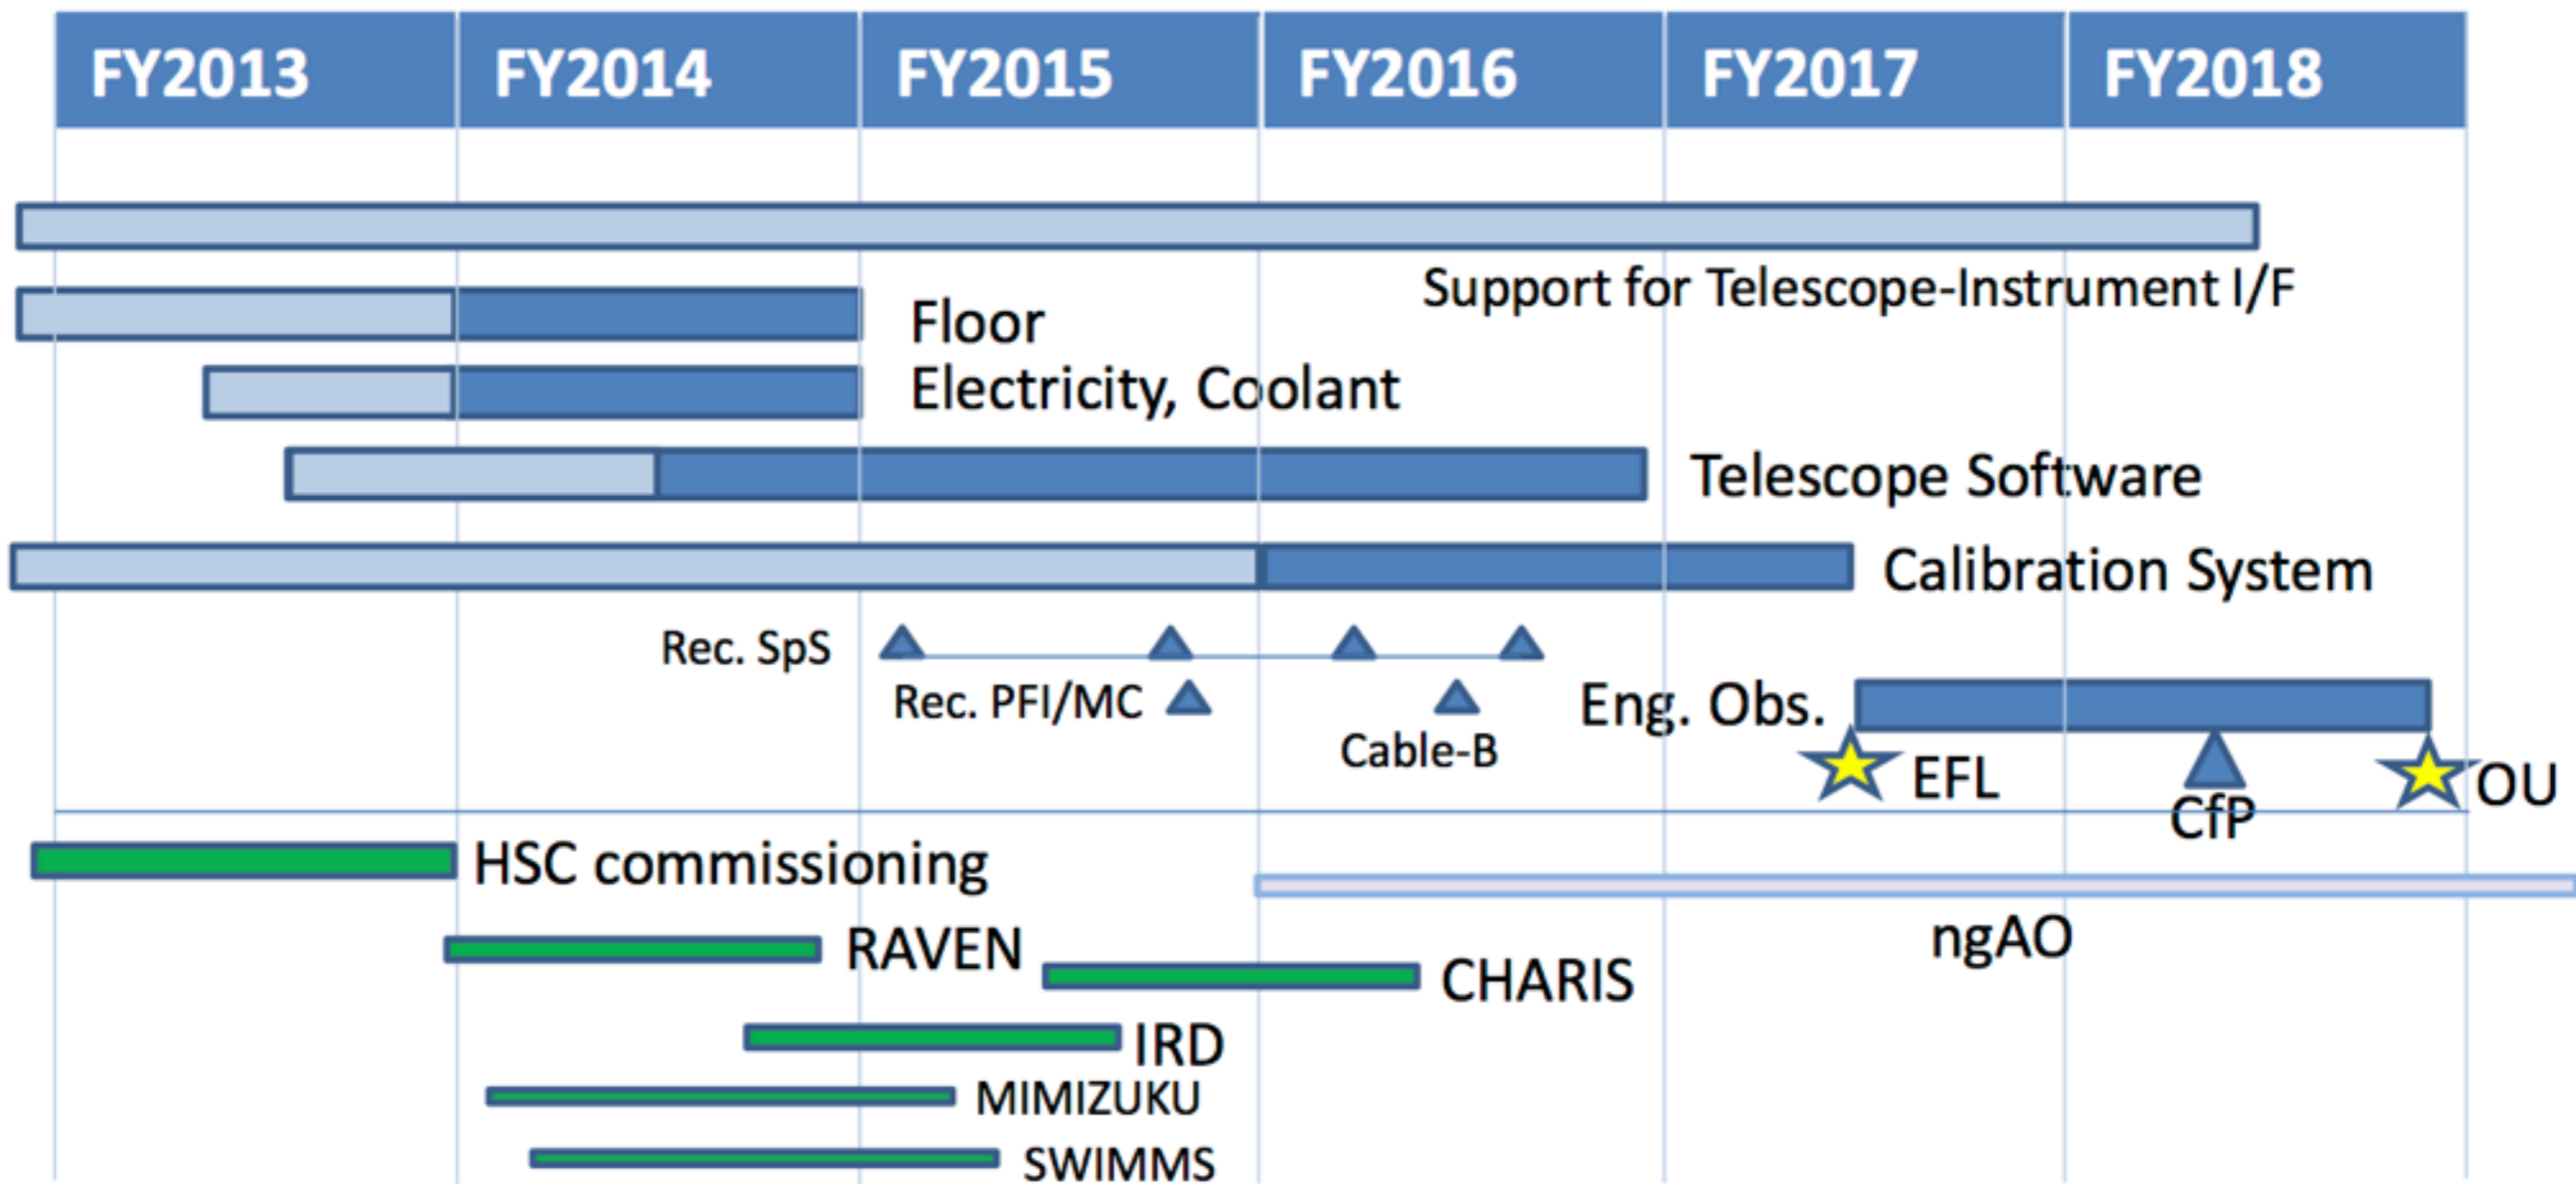 FY2013 FY2014 FY2015 FY2016 FY2017 FY2018
Support for Telescope-Instrument I/F
Floor
Electricity, Coolant
Telescope Software
Calibration System
Rec. SpS
Rec. PFI/MC
Eng. Obs.
Cable-B
EFL
OU
CfP
HSC commissioning
ngAO
RAVEN
CHARIS
IRD
MIMIZUKU
SWIMMS